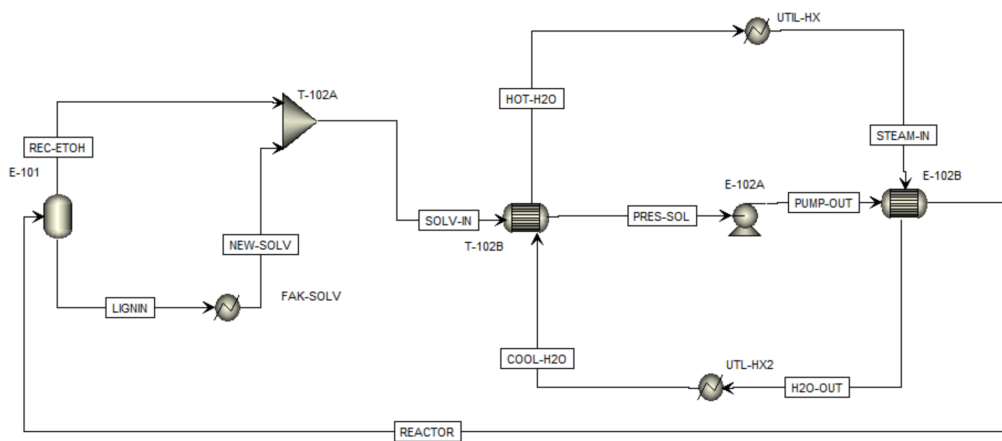 UTIL-HX
T-102A
HOT-H2O
REC-ETOH
STEAM-IN
E-101
E-102B
E-102A
PUMP-OUT
SOLV-IN
PRES-SOL
NEW-SOLV
T-102B
FAK-SOLV
LIGNIN
COOL-H2O
UTL-HX2
H2O-OUT
REACTOR